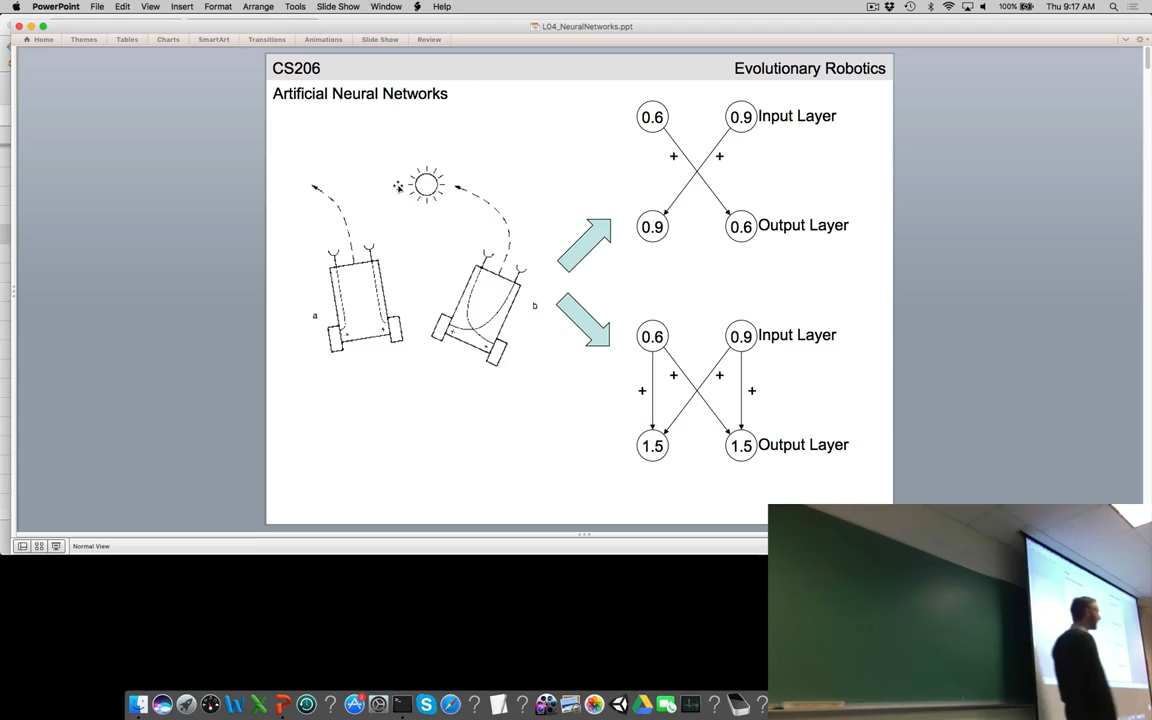 PowerPoint File Edit View Insert Format Arrange Tools Slide Show Window Help 100% Thu 9:17 AM
L04_NeuralNetworks.ppt
Home Themes Tables Charts SmartArt Transitions Animations Slide Show Review
CS206 Evolutionary Robotics
Artificial Neural Networks
0.6 0.9 Input Layer
+ +
0.9 0.6 Output Layer
a b
+ + + +
0.6 0.9 Input Layer
+ + + +
1.5 1.5 Output Layer
Normal View